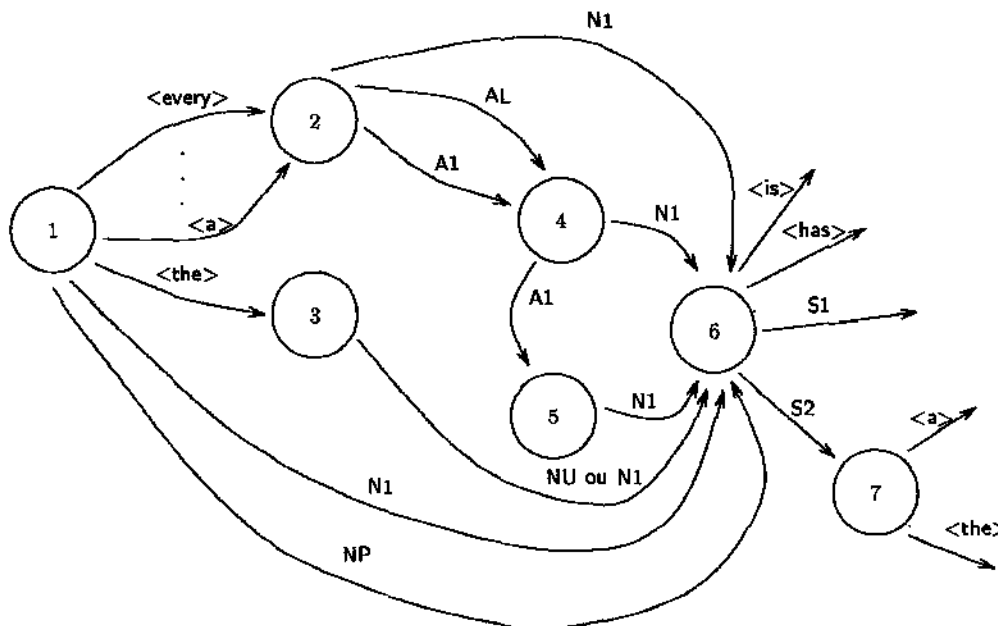 N1
<every>
AL
2
A1
<is>
4
N1
<a>
<has>
1
<the>
3
A1
S1
6
5
N1
S2
<a>
NU ou N1
N1
7
NP
<the>